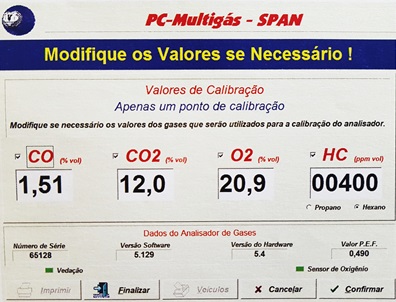 PC-Multigás - SPAN
Modifique os Valores se Necessário !
Valores de Calibração
Apenas um ponto de calibração
Modifique se necessário os valores dos gases que serão utilizados para a calibração do analisador.
CO (% vol) CO2 (% vol) O2 (% vol) HC (ppm vol)
1,51 12,0 20,9 00400
Propano Hexano
Dados do Analisador de Gases
Número de Série Versão Software Versão do Hardware Valor P.E.F.
65128 5.129 5.4 0,490
Vedação Sensor de Oxigênio
Imprimir Finalizar Veículos Cancelar Confirmar